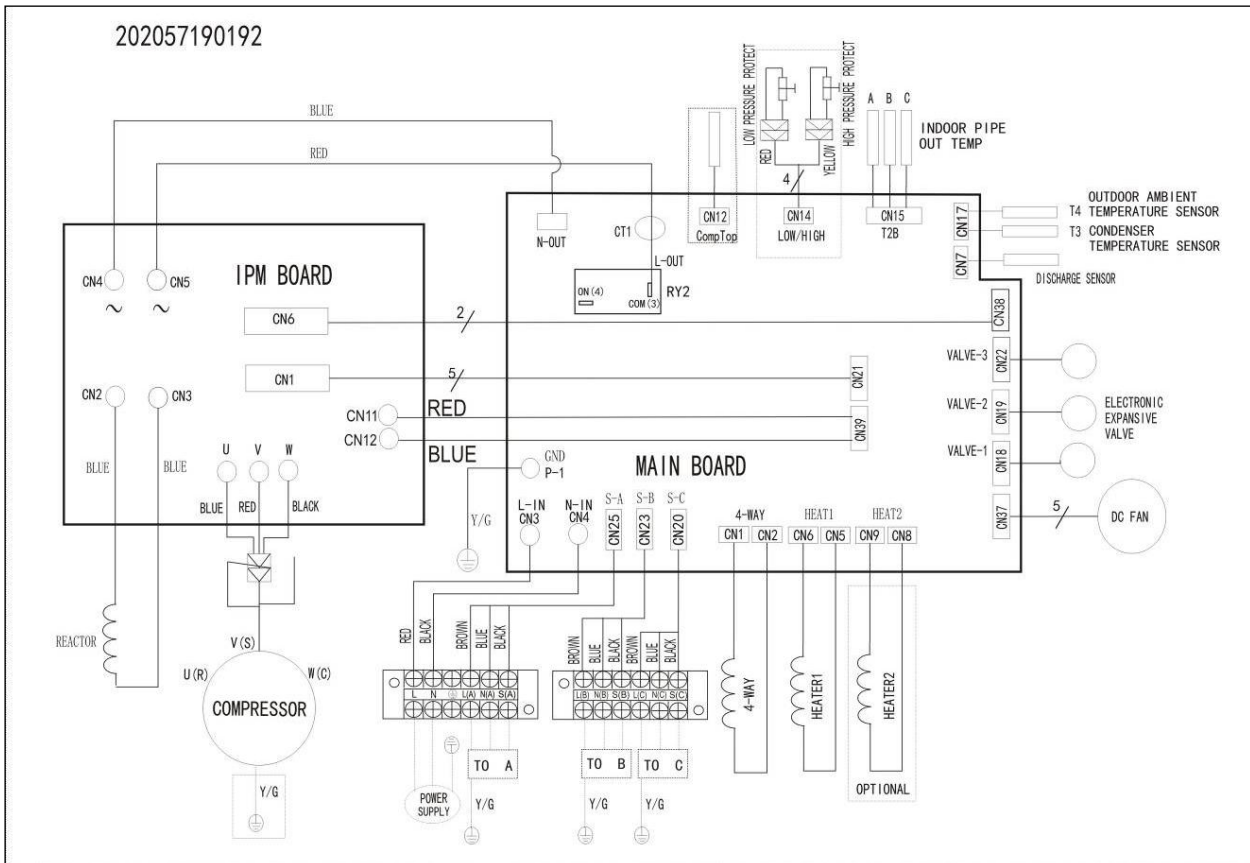 202057190192
BLUE
RED
LOW PRESSURE PROTECT
HIGH PRESSURE PROTECT
RED
YELLOW
4
A B C
INDOOR PIPE
OUT TEMP
N-OUT
CT1
CN12
CompTop
CN14
LOW/HIGH
CN15
T2B
CN17
T4 OUTDOOR AMBIENT
TEMPERATURE SENSOR
T3 CONDENSER
TEMPERATURE SENSOR
CN7
DISCHARGE SENSOR
CN4
CN5
~
~
IPM BOARD
L-OUT
ON(4)
COM(3)
RY2
CN6
2
CN38
CN1
5
CN21
VALVE-3
CN22
CN2
CN3
CN11
RED
CN39
VALVE-2
CN19
ELECTRONIC
EXPANSIVE
VALVE
CN12
BLUE
VALVE-1
CN18
U V W
BLUE
BLUE
BLUE
RED
BLACK
GND
P-1
MAIN BOARD
Y/G
L-IN
CN3
N-IN
CN4
S-A
CN25
S-B
CN23
S-C
CN20
4-WAY
CN1
CN2
HEAT1
CN6
CN5
HEAT2
CN9
CN8
CN37
5
DC FAN
REACTOR
V(S)
U(R)
W(C)
COMPRESSOR
Y/G
RED
BLACK
BROWN
BLUE
BLACK
BROWN
BLUE
BLACK
BROWN
BLUE
BLACK
L N L(A) N(A) S(A)
L(B) N(B) S(B) L(C) N(C) S(C)
4-WAY
HEATER1
HEATER2
TO A
TO B
TO C
POWER
SUPPLY
Y/G
Y/G
Y/G
OPTIONAL